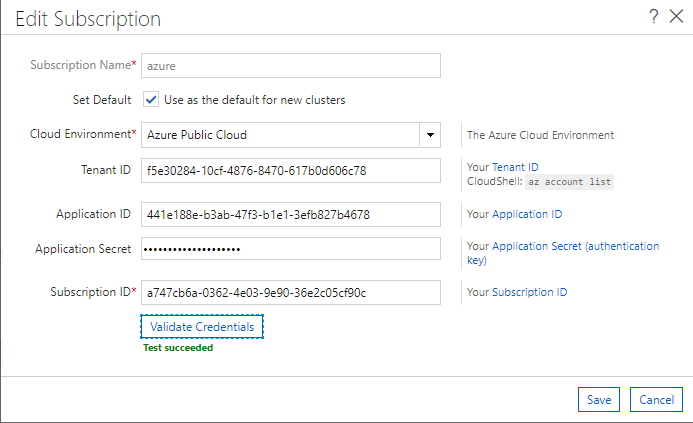 Edit Subscription ? ×
Subscription Name* azure
Set Default ✓ Use as the default for new clusters
Cloud Environment* Azure Public Cloud The Azure Cloud Environment
Tenant ID f5e30284-10cf-4876-8470-617b0d606c78 Your Tenant ID
CloudShell: az account list
Application ID 441e188e-b3ab-47f3-b1e1-3efb827b4678 Your Application ID
Application Secret •••••••••••••••••••• Your Application Secret (authentication
key)
Subscription ID* a747cb6a-0362-4e03-9e90-36e2c05cf90c Your Subscription ID
Validate Credentials
Test succeeded
Save Cancel